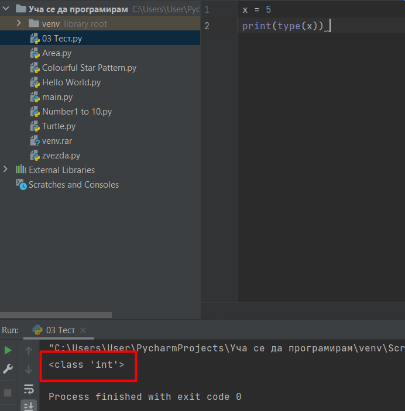 Уча се да програмирам C:\Users\User\Pyc
venv library root
03 Тест.py
Area.py
Colourful Star Pattern.py
Hello World.py
main.py
Number1 to 10.py
Turtle.py
venv.rar
zvezda.py
External Libraries
Scratches and Consoles
1 x = 5
2 print(type(x))
Run: 03 Тест
"C:\Users\User\PycharmProjects\Уча се да програмирам\venv\Scr
<class 'int'>
Process finished with exit code 0